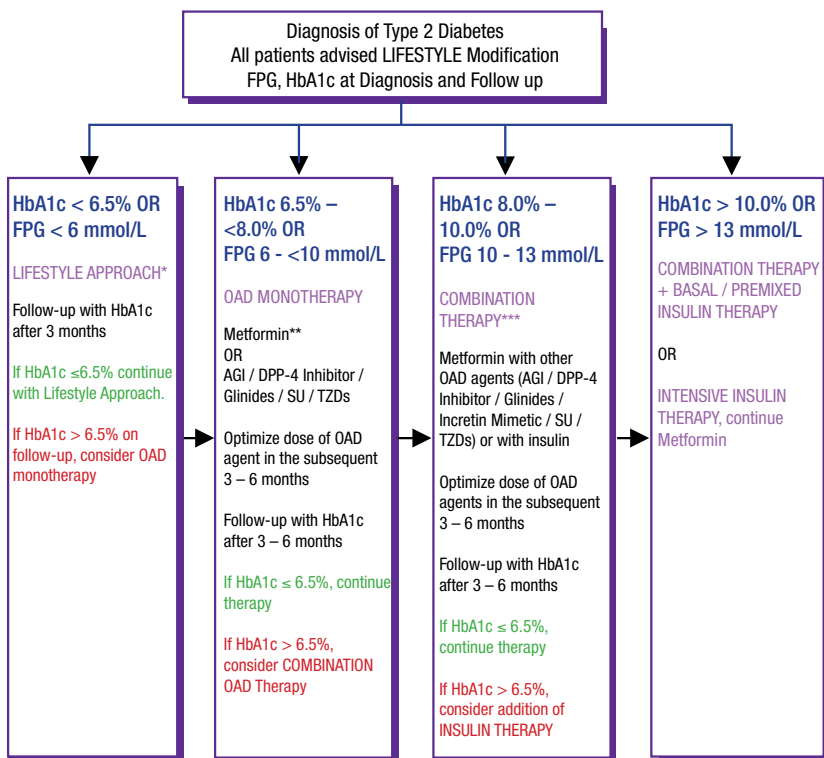 Diagnosis of Type 2 Diabetes
All patients advised LIFESTYLE Modification
FPG, HbA1c at Diagnosis and Follow up
HbA1c < 6.5% OR
FPG < 6 mmol/L
LIFESTYLE APPROACH*
Follow-up with HbA1c
after 3 months
If HbA1c ≤6.5% continue
with Lifestyle Approach.
If HbA1c > 6.5% on
follow-up, consider OAD
monotherapy
HbA1c 6.5% –
<8.0% OR
FPG 6 - <10 mmol/L
OAD MONOTHERAPY
Metformin**
OR
AGI / DPP-4 Inhibitor /
Glinides / SU / TZDs
Optimize dose of OAD
agent in the subsequent
3 – 6 months
Follow-up with HbA1c
after 3 – 6 months
If HbA1c ≤ 6.5%, continue
therapy
If HbA1c > 6.5%,
consider COMBINATION
OAD Therapy
HbA1c 8.0% –
10.0% OR
FPG 10 - 13 mmol/L
COMBINATION
THERAPY***
Metformin with other
OAD agents (AGI / DPP-4
Inhibitor / Glinides /
Incretin Mimetic / SU /
TZDs) or with insulin
Optimize dose of OAD
agents in the subsequent
3 – 6 months
Follow-up with HbA1c
after 3 – 6 months
If HbA1c ≤ 6.5%,
continue therapy
If HbA1c > 6.5%,
consider addition of
INSULIN THERAPY
HbA1c > 10.0% OR
FPG > 13 mmol/L
COMBINATION THERAPY
+ BASAL / PREMIXED
INSULIN THERAPY
OR
INTENSIVE INSULIN
THERAPY, continue
Metformin